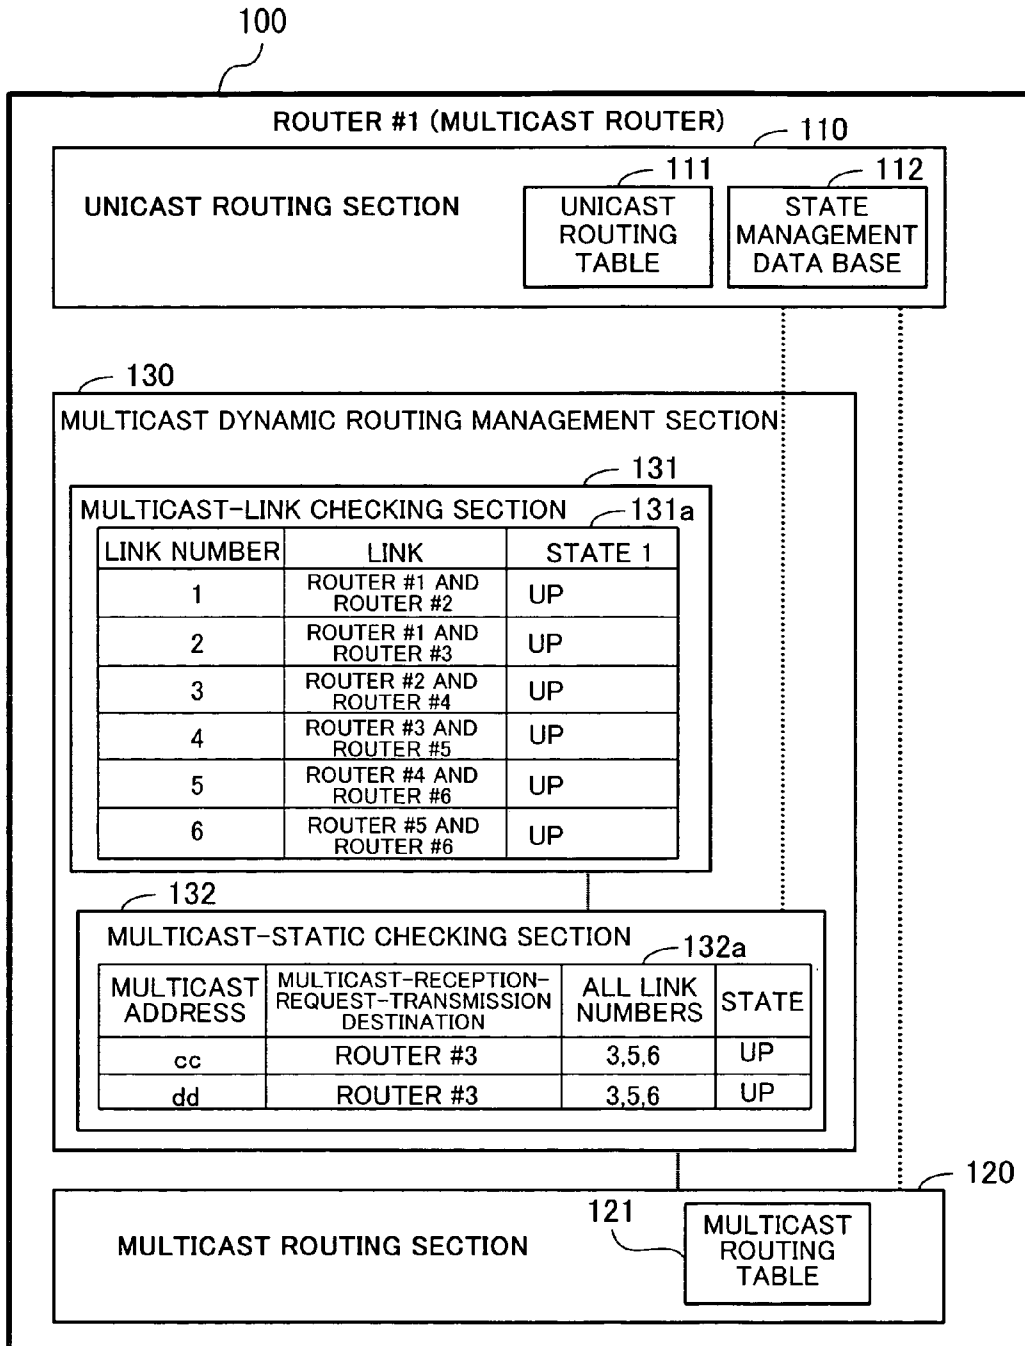 100
ROUTER #1 (MULTICAST ROUTER)
110
111
112
UNICAST ROUTING SECTION
UNICAST
ROUTING
TABLE
STATE
MANAGEMENT
DATA BASE
130
MULTICAST DYNAMIC ROUTING MANAGEMENT SECTION
131
MULTICAST-LINK CHECKING SECTION
131a
LINK NUMBER LINK STATE 1
1 ROUTER #1 AND ROUTER #2 UP
2 ROUTER #1 AND ROUTER #3 UP
3 ROUTER #2 AND ROUTER #4 UP
4 ROUTER #3 AND ROUTER #5 UP
5 ROUTER #4 AND ROUTER #6 UP
6 ROUTER #5 AND ROUTER #6 UP
132
MULTICAST-STATIC CHECKING SECTION
132a
MULTICAST ADDRESS
MULTICAST-RECEPTION-
REQUEST-TRANSMISSION
DESTINATION
ALL LINK NUMBERS
STATE
cc ROUTER #3 3,5,6 UP
dd ROUTER #3 3,5,6 UP
120
121
MULTICAST ROUTING SECTION
MULTICAST
ROUTING
TABLE